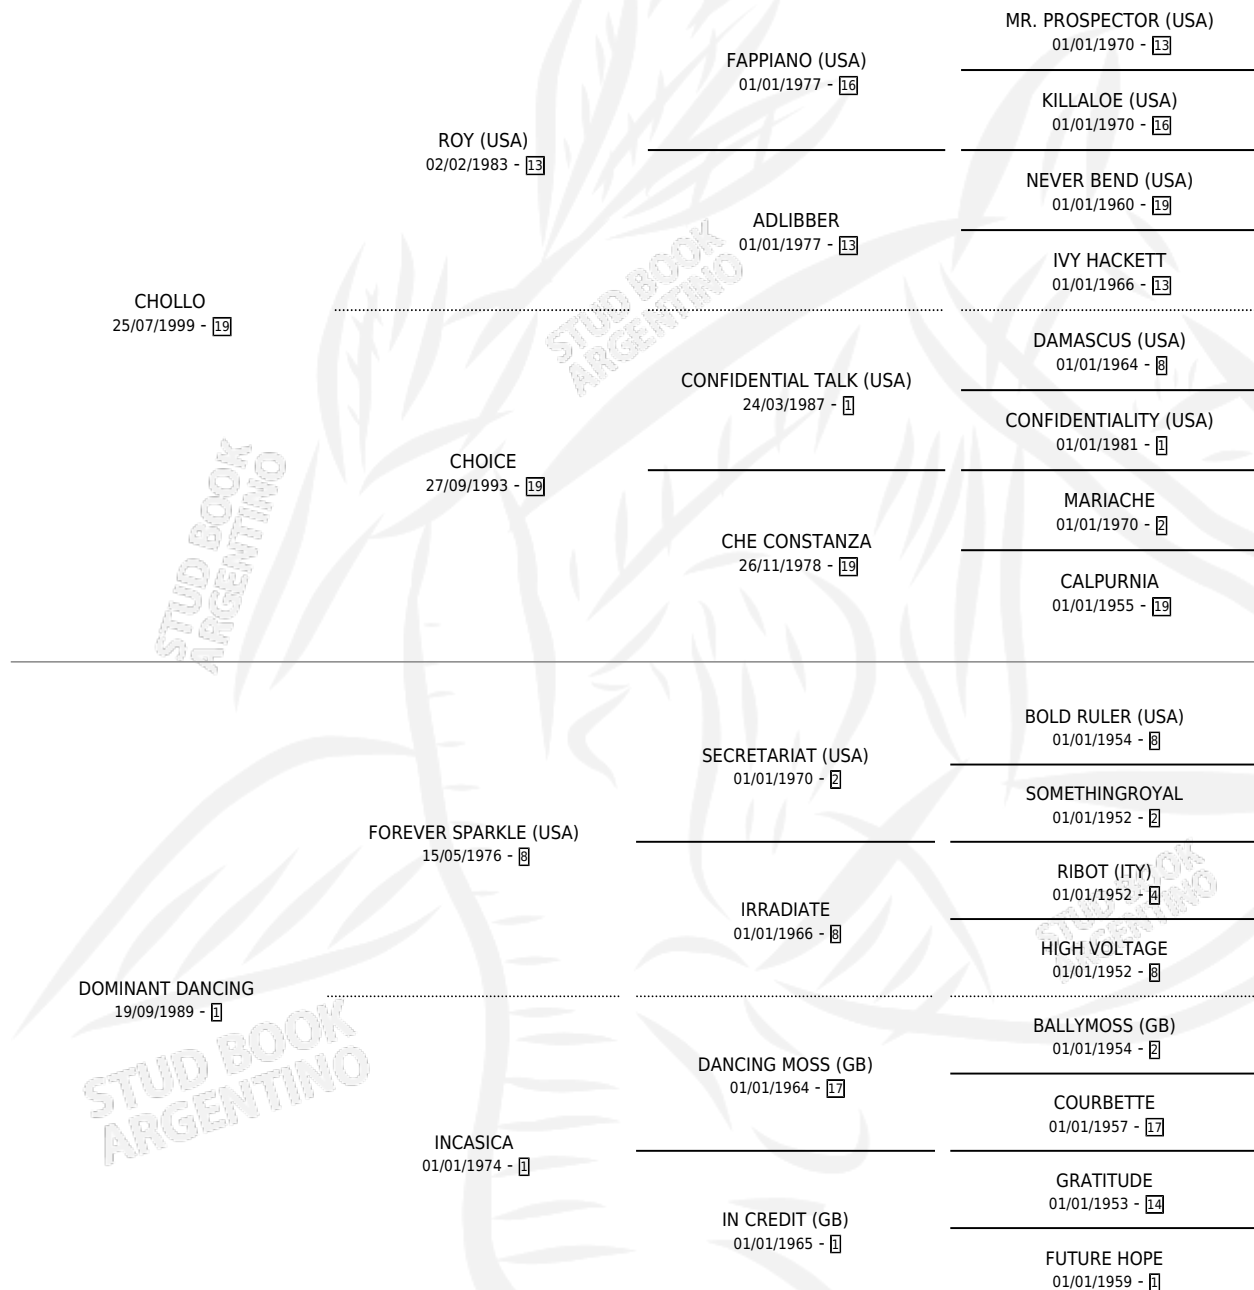 MR. PROSPECTOR (USA)
01/01/1970 - 13
FAPPIANO (USA)
01/01/1977 - 16
KILLALOE (USA)
01/01/1970 - 16
ROY (USA)
02/02/1983 - 13
NEVER BEND (USA)
01/01/1960 - 19
ADLIBBER
01/01/1977 - 13
IVY HACKETT
01/01/1966 - 13
CHOLLO
25/07/1999 - 19
DAMASCUS (USA)
01/01/1964 - 8
CONFIDENTIAL TALK (USA)
24/03/1987 - 1
CONFIDENTIALITY (USA)
01/01/1981 - 1
CHOICE
27/09/1993 - 19
MARIACHE
01/01/1970 - 2
CHE CONSTANZA
26/11/1978 - 19
CALPURNIA
01/01/1955 - 19
BOLD RULER (USA)
01/01/1954 - 8
SECRETARIAT (USA)
01/01/1970 - 2
SOMETHINGROYAL
01/01/1952 - 2
FOREVER SPARKLE (USA)
15/05/1976 - 8
RIBOT (ITY)
01/01/1952 - 4
IRRADIATE
01/01/1966 - 8
HIGH VOLTAGE
01/01/1952 - 8
DOMINANT DANCING
19/09/1989 - 1
BALLYMOSS (GB)
01/01/1954 - 2
DANCING MOSS (GB)
01/01/1964 - 17
COURBETTE
01/01/1957 - 17
INCASICA
01/01/1974 - 1
GRATITUDE
01/01/1953 - 14
IN CREDIT (GB)
01/01/1965 - 1
FUTURE HOPE
01/01/1959 - 1
STUD BOOK
ARGENTINO
STUD BOOK
ARGENTINO
STUD BOOK
ARGENTINO
STUD BOOK
ARGENTINO